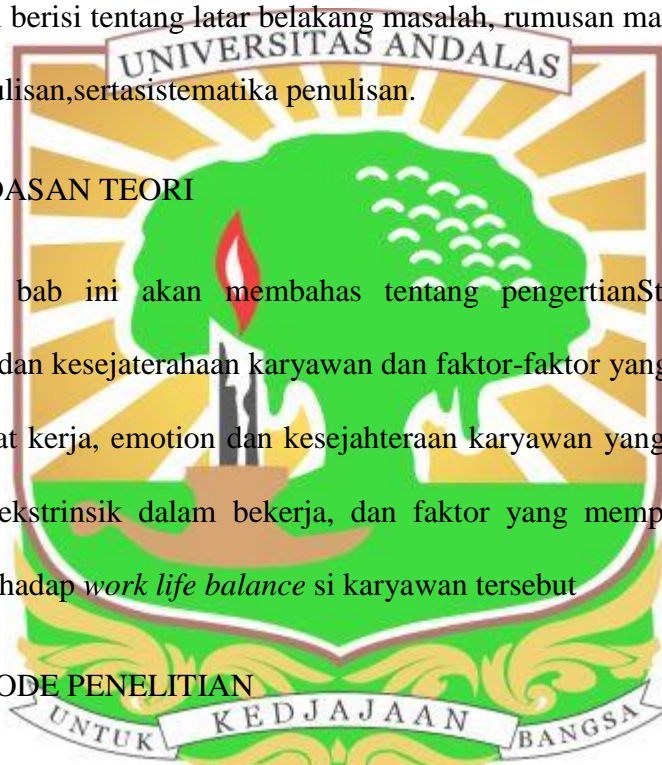 berisi tentang latar belakang masalah, rumusan ma
UNIVERSITAS ANDALAS
ulisan,sertasistematika penulisan.
DASAN TEORI
bab ini akan membahas tentang pengertianSt
dan kesejaterahaan karyawan dan faktor-faktor yang
at kerja, emotion dan kesejahteraan karyawan yang
ekstrinsik dalam bekerja, dan faktor yang memp
hadap work life balance si karyawan tersebut
ODE PENELITIAN
UNTUK KEDJAJAAN BANGSA